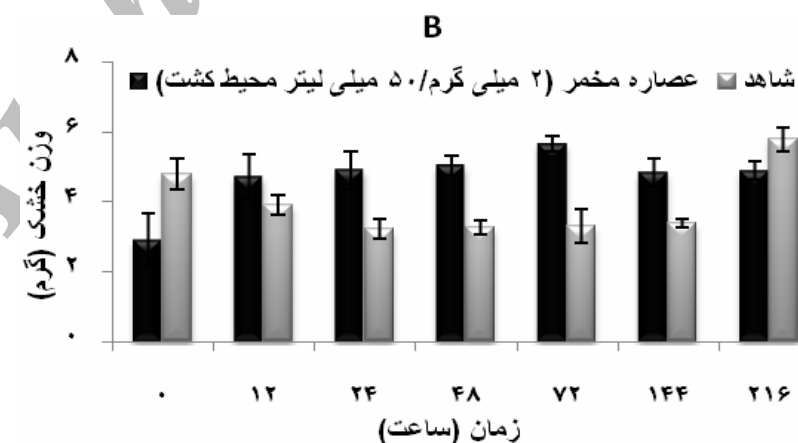 B
عصاره مخمر (۲ میلی گرم/۵۰ میلی لیتر محیط کشت) شاهد
وزن خشک (گرم)
۸
۶
۴
۲
۰
۰ ۱۲ ۲۴ ۴۸ ۷۲ ۱۴۴ ۲۱۶
زمان (ساعت)